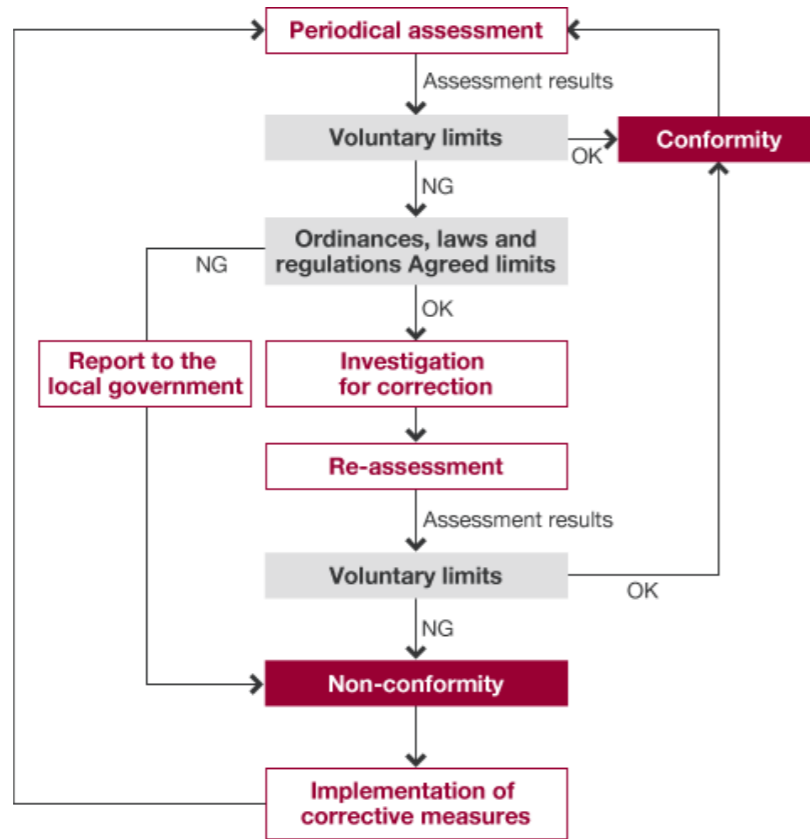 Periodical assessment
Assessment results
Voluntary limits
OK
Conformity
NG
Ordinances, laws and
regulations Agreed limits
NG
OK
Report to the
local government
Investigation
for correction
Re-assessment
Assessment results
Voluntary limits
OK
NG
Non-conformity
Implementation of
corrective measures